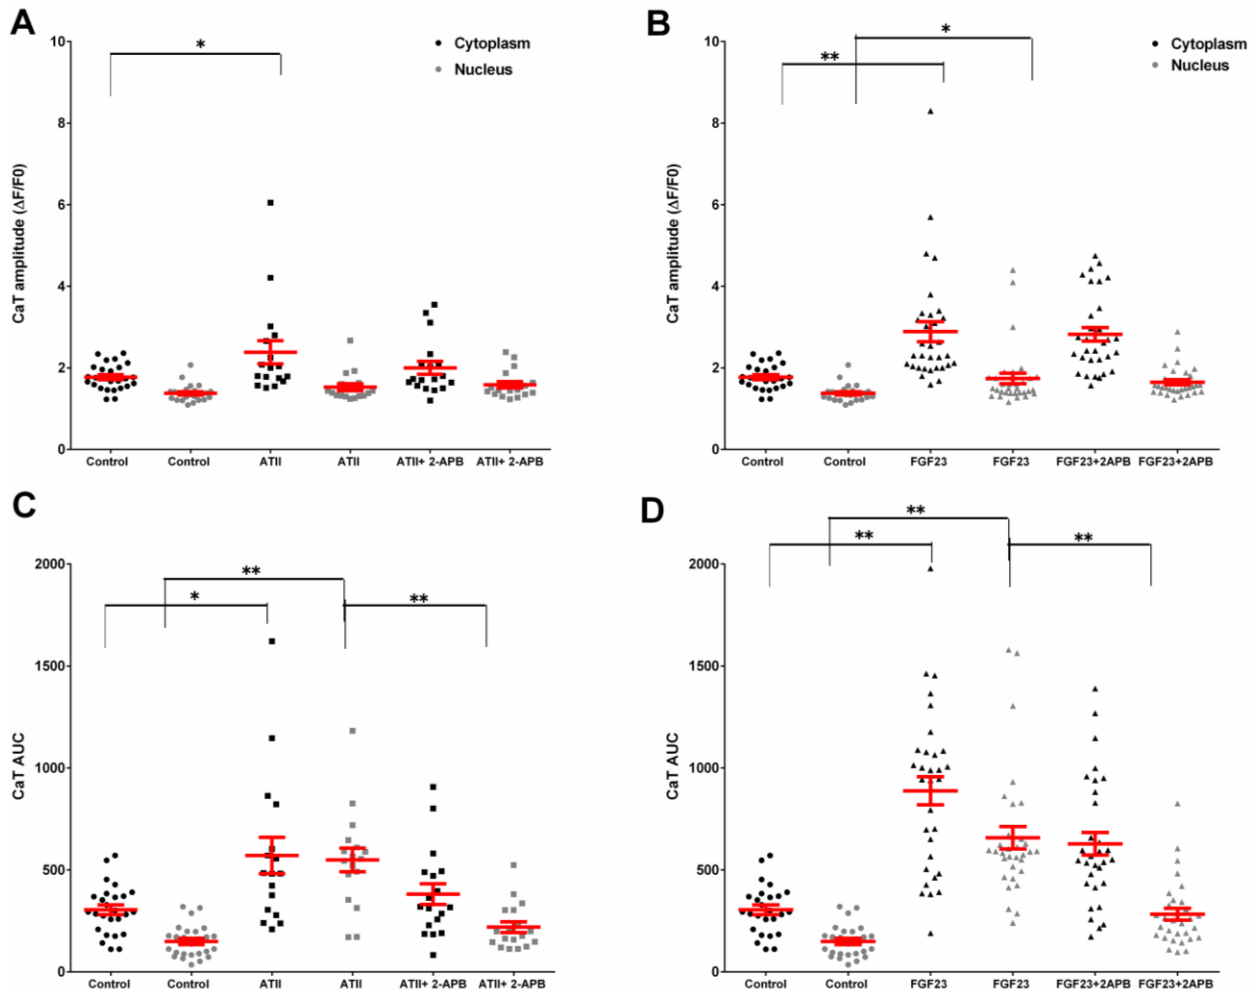 A
10
8
6
4
2
0
CaT amplitude (ΔF/F0)
*
Cytoplasm
Nucleus
Control
Control
ATII
ATII
ATII+ 2-APB
ATII+ 2-APB
B
10
8
6
4
2
0
CaT amplitude (ΔF/F0)
**
*
Cytoplasm
Nucleus
Control
Control
FGF23
FGF23
FGF23+2APB
FGF23+2APB
C
2000
1500
1000
500
0
CaT AUC
**
*
**
Control
Control
ATII
ATII
ATII+ 2-APB
ATII+ 2-APB
D
2000
1500
1000
500
0
CaT AUC
**
**
**
Control
Control
FGF23
FGF23
FGF23+2APB
FGF23+2APB